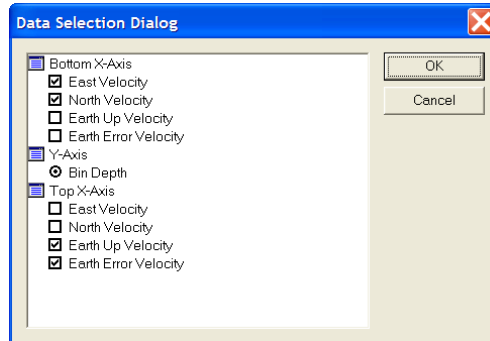 Data Selection Dialog
Bottom X-Axis
East Velocity
North Velocity
Earth Up Velocity
Earth Error Velocity
Y-Axis
Bin Depth
Top X-Axis
East Velocity
North Velocity
Earth Up Velocity
Earth Error Velocity
OK
Cancel